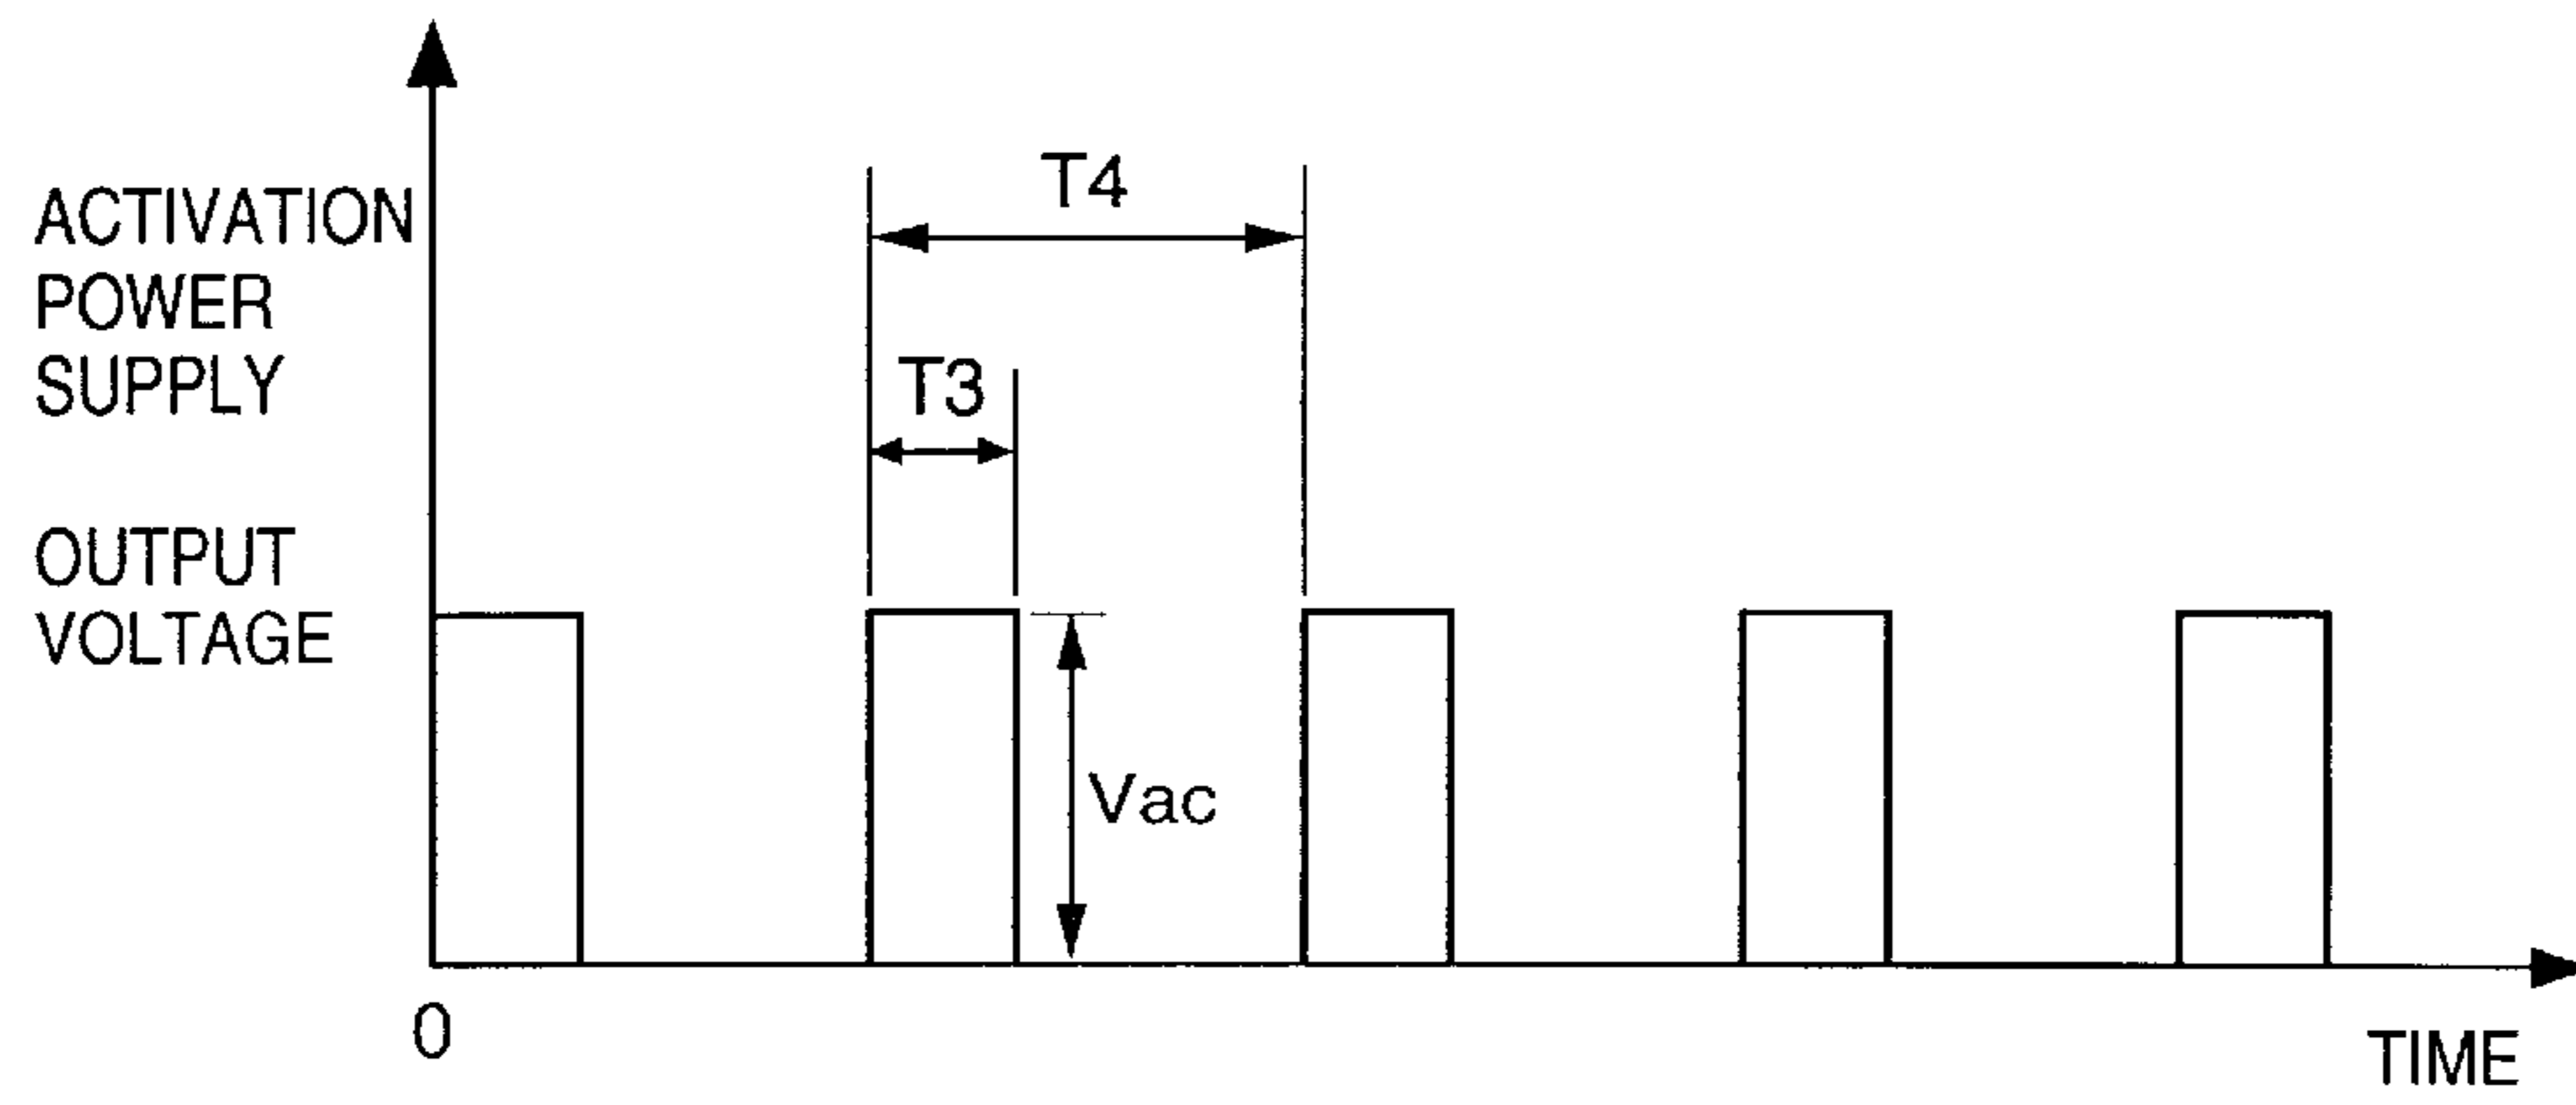 ACTIVATION
POWER
SUPPLY
OUTPUT
VOLTAGE
T4
T3
Vac
0
TIME